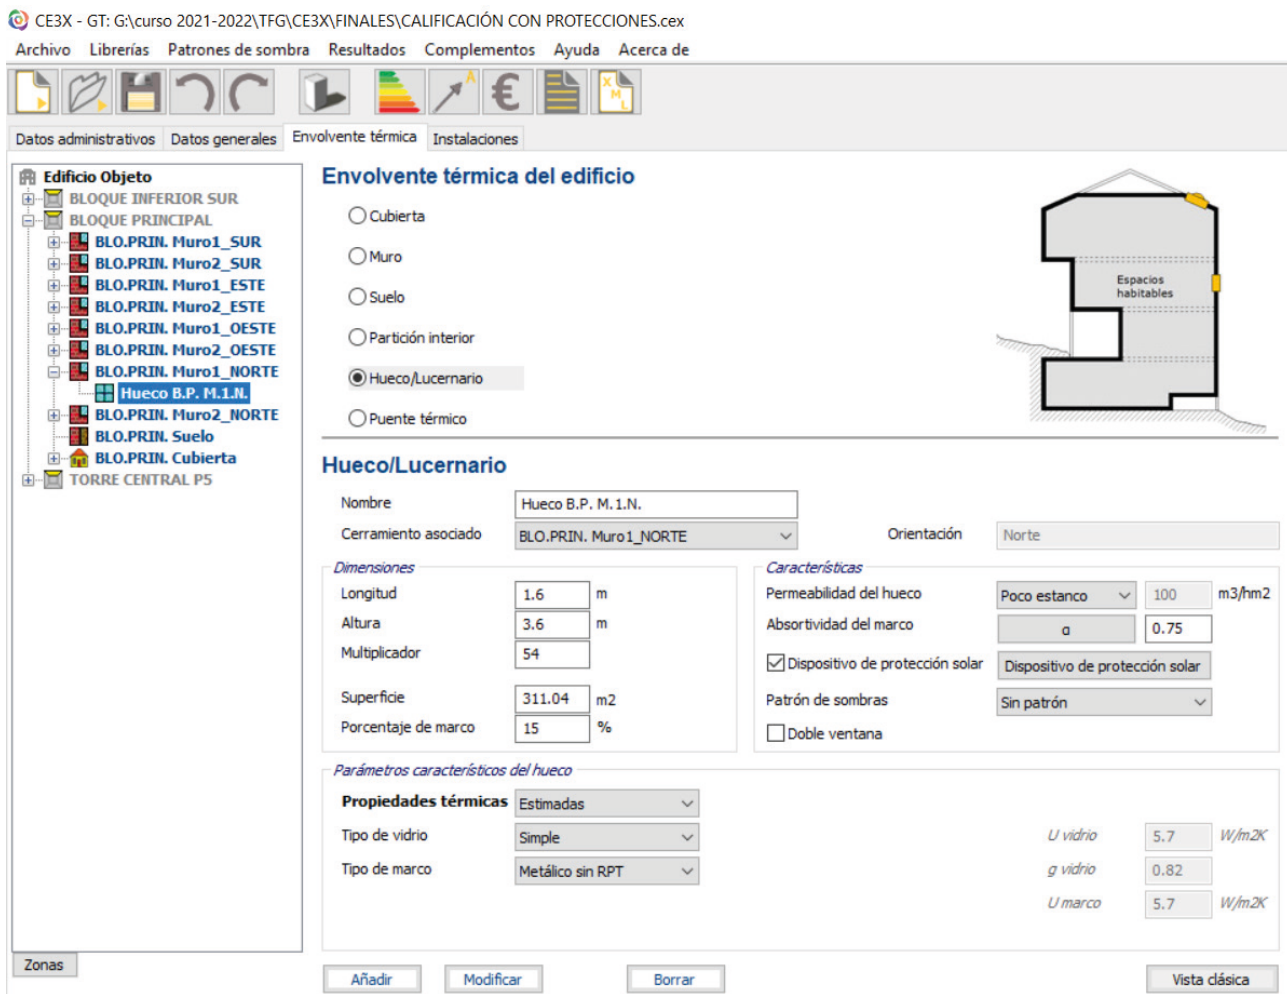 CE3X - GT: G:\curso 2021-2022\TFG\CE3X\FINALES\CALIFICACIÓN CON PROTECCIONES.cex
Archivo Librerías Patrones de sombra Resultados Complementos Ayuda Acerca de
A € X M L
Datos administrativos Datos generales Envolvente térmica Instalaciones
Edificio Objeto
BLOQUE INFERIOR SUR
BLOQUE PRINCIPAL
BLO.PRIN. Muro1_SUR
BLO.PRIN. Muro2_SUR
BLO.PRIN. Muro1_ESTE
BLO.PRIN. Muro2_ESTE
BLO.PRIN. Muro1_OESTE
BLO.PRIN. Muro2_OESTE
BLO.PRIN. Muro1_NORTE
Hueco B.P. M.1.N.
BLO.PRIN. Muro2_NORTE
BLO.PRIN. Suelo
BLO.PRIN. Cubierta
TORRE CENTRAL P5
Zonas
Envolvente térmica del edificio
Cubierta
Muro
Suelo
Partición interior
Hueco/Lucernario
Puente térmico
Espacios
habitables
Hueco/Lucernario
Nombre Hueco B.P. M.1.N.
Cerramiento asociado BLO.PRIN. Muro1_NORTE Orientación Norte
Dimensiones
Longitud 1.6 m
Altura 3.6 m
Multiplicador 54
Superficie 311.04 m2
Porcentaje de marco 15 %
Características
Permeabilidad del hueco Poco estanco 100 m3/hm2
Absortividad del marco α 0.75
Dispositivo de protección solar Dispositivo de protección solar
Patrón de sombras Sin patrón
Doble ventana
Parámetros característicos del hueco
Propiedades térmicas Estimadas
Tipo de vidrio Simple U vidrio 5.7 W/m2K
Tipo de marco Metálico sin RPT g vidrio 0.82
U marco 5.7 W/m2K
Añadir Modificar Borrar Vista clásica